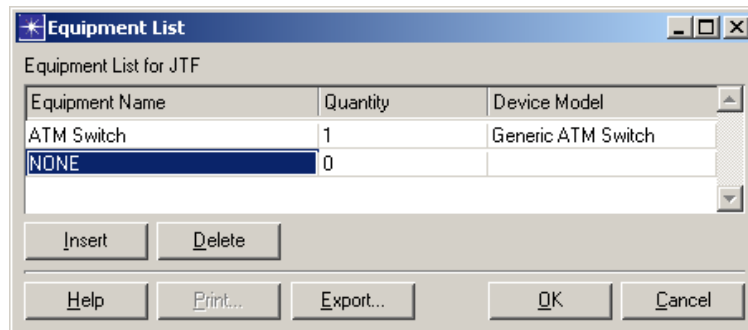 Equipment List
Equipment List for JTF
Equipment Name Quantity Device Model
ATM Switch 1 Generic ATM Switch
NONE 0
Insert Delete
Help Print... Export... OK Cancel